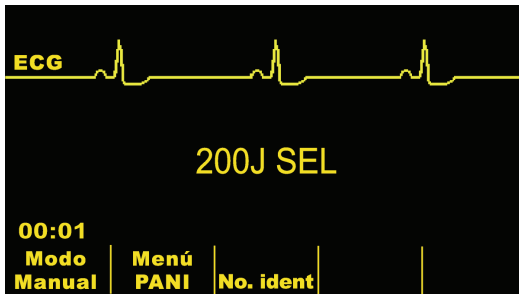 ECG
200J SEL
00:01
Modo Menú
Manual PANI No. ident